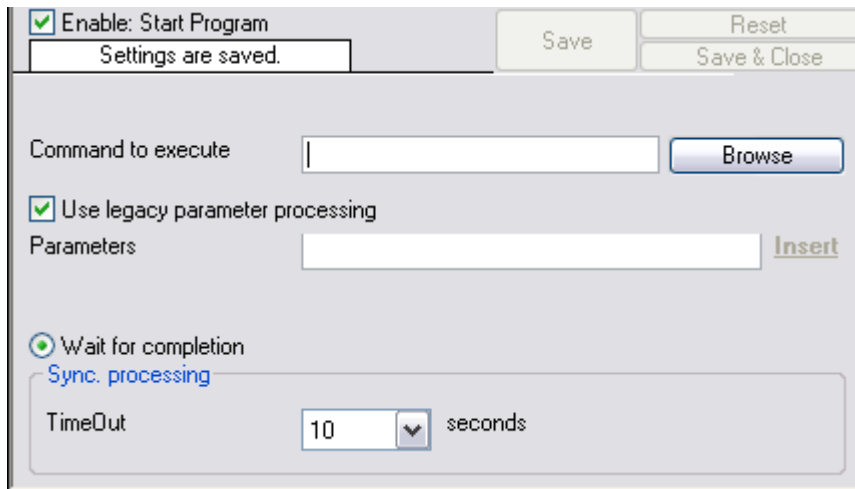 Enable: Start Program
Settings are saved.
Save
Reset
Save & Close
Command to execute
Browse
Use legacy parameter processing
Parameters
Insert
Wait for completion
Sync. processing
TimeOut
10
seconds